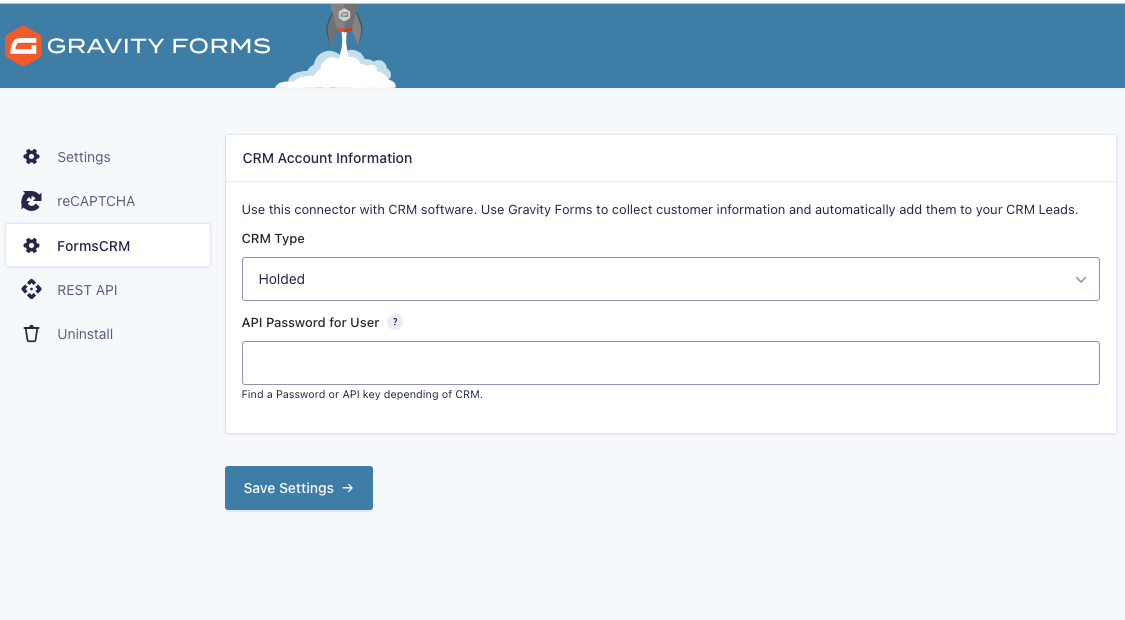 GRAVITY FORMS
Settings
reCAPTCHA
FormsCRM
REST API
Uninstall
CRM Account Information
Use this connector with CRM software. Use Gravity Forms to collect customer information and automatically add them to your CRM Leads.
CRM Type
Holded
API Password for User ?
Find a Password or API key depending of CRM.
Save Settings →